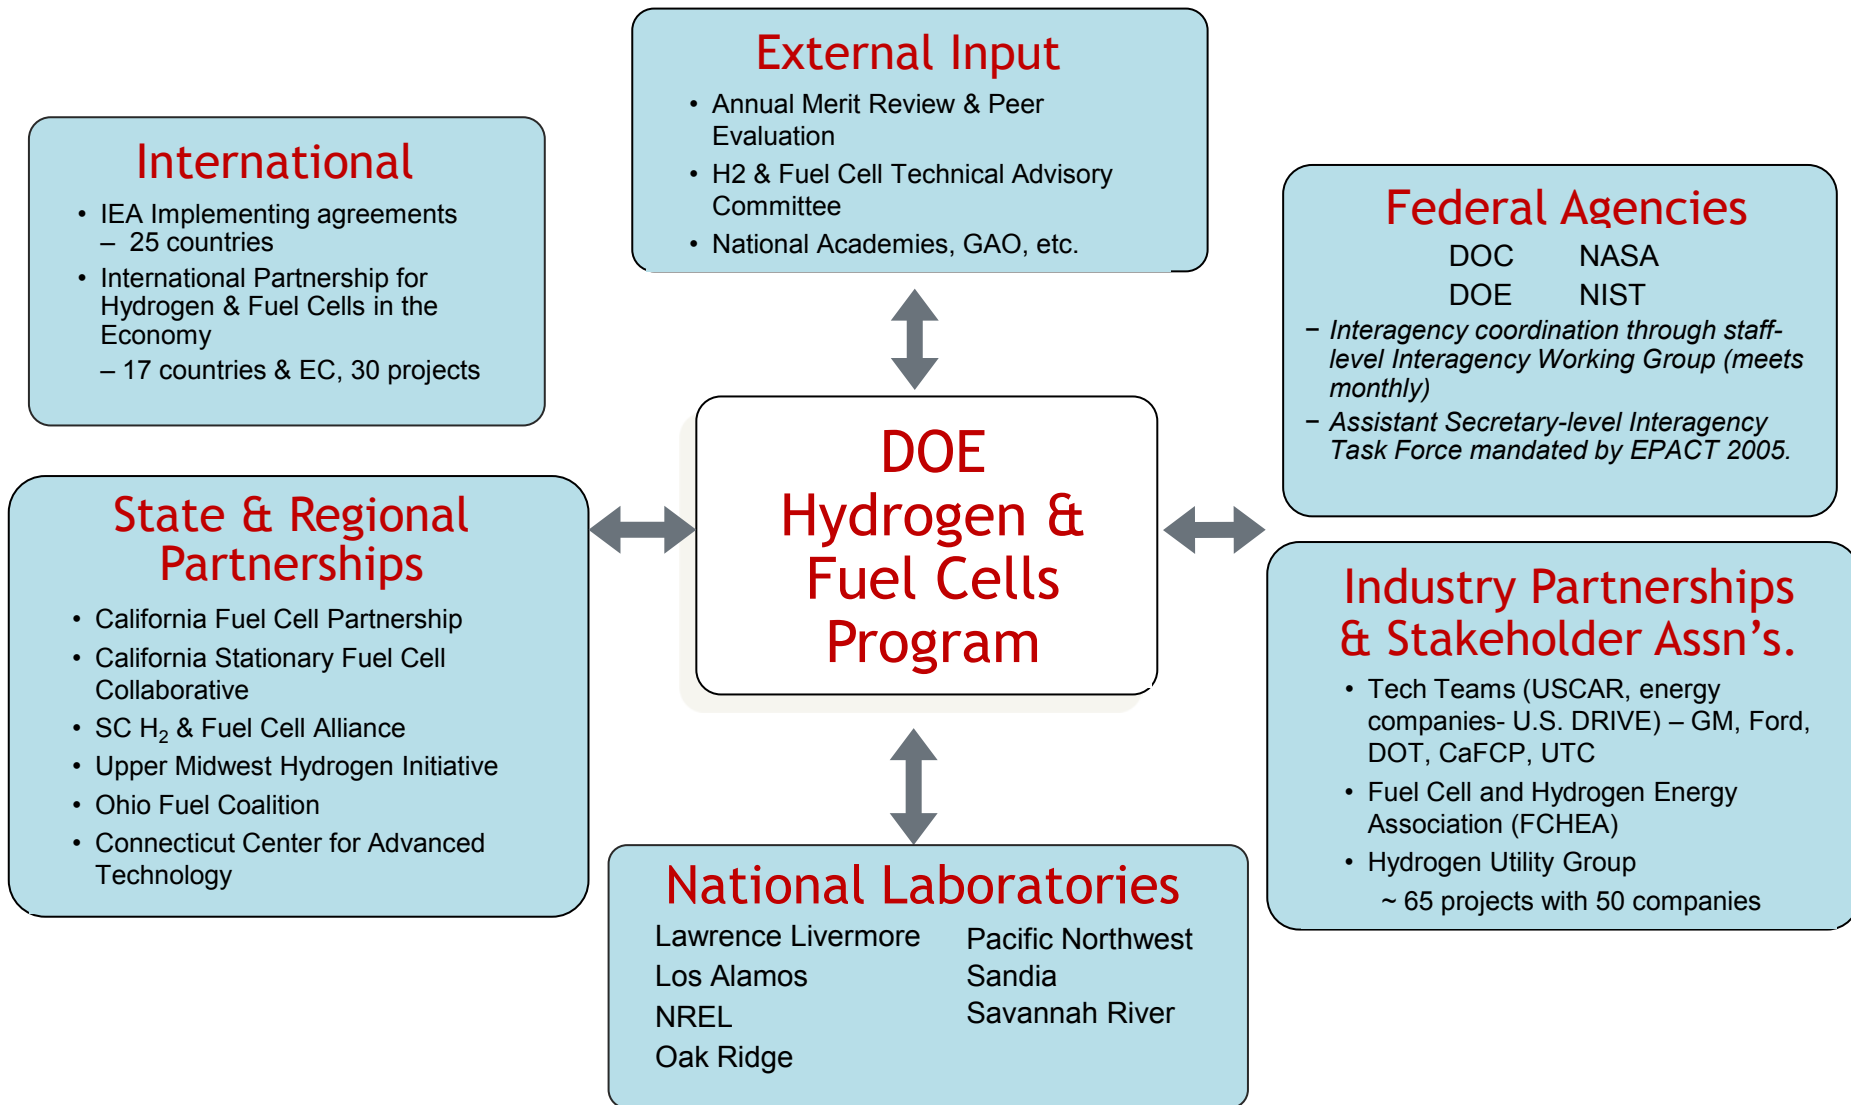 External Input
• Annual Merit Review & Peer
Evaluation
• H2 & Fuel Cell Technical Advisory
Committee
• National Academies, GAO, etc.
International
• IEA Implementing agreements
– 25 countries
• International Partnership for
Hydrogen & Fuel Cells in the
Economy
– 17 countries & EC, 30 projects
Federal Agencies
DOC NASA
DOE NIST
− Interagency coordination through staff-
level Interagency Working Group (meets
monthly)
− Assistant Secretary-level Interagency
Task Force mandated by EPACT 2005.
DOE
Hydrogen &
Fuel Cells
Program
State & Regional
Partnerships
• California Fuel Cell Partnership
• California Stationary Fuel Cell
Collaborative
• SC H₂ & Fuel Cell Alliance
• Upper Midwest Hydrogen Initiative
• Ohio Fuel Coalition
• Connecticut Center for Advanced
Technology
Industry Partnerships
& Stakeholder Assn’s.
• Tech Teams (USCAR, energy
companies- U.S. DRIVE) – GM, Ford,
DOT, CaFCP, UTC
• Fuel Cell and Hydrogen Energy
Association (FCHEA)
• Hydrogen Utility Group
~ 65 projects with 50 companies
National Laboratories
Lawrence Livermore
Los Alamos
NREL
Oak Ridge
Pacific Northwest
Sandia
Savannah River